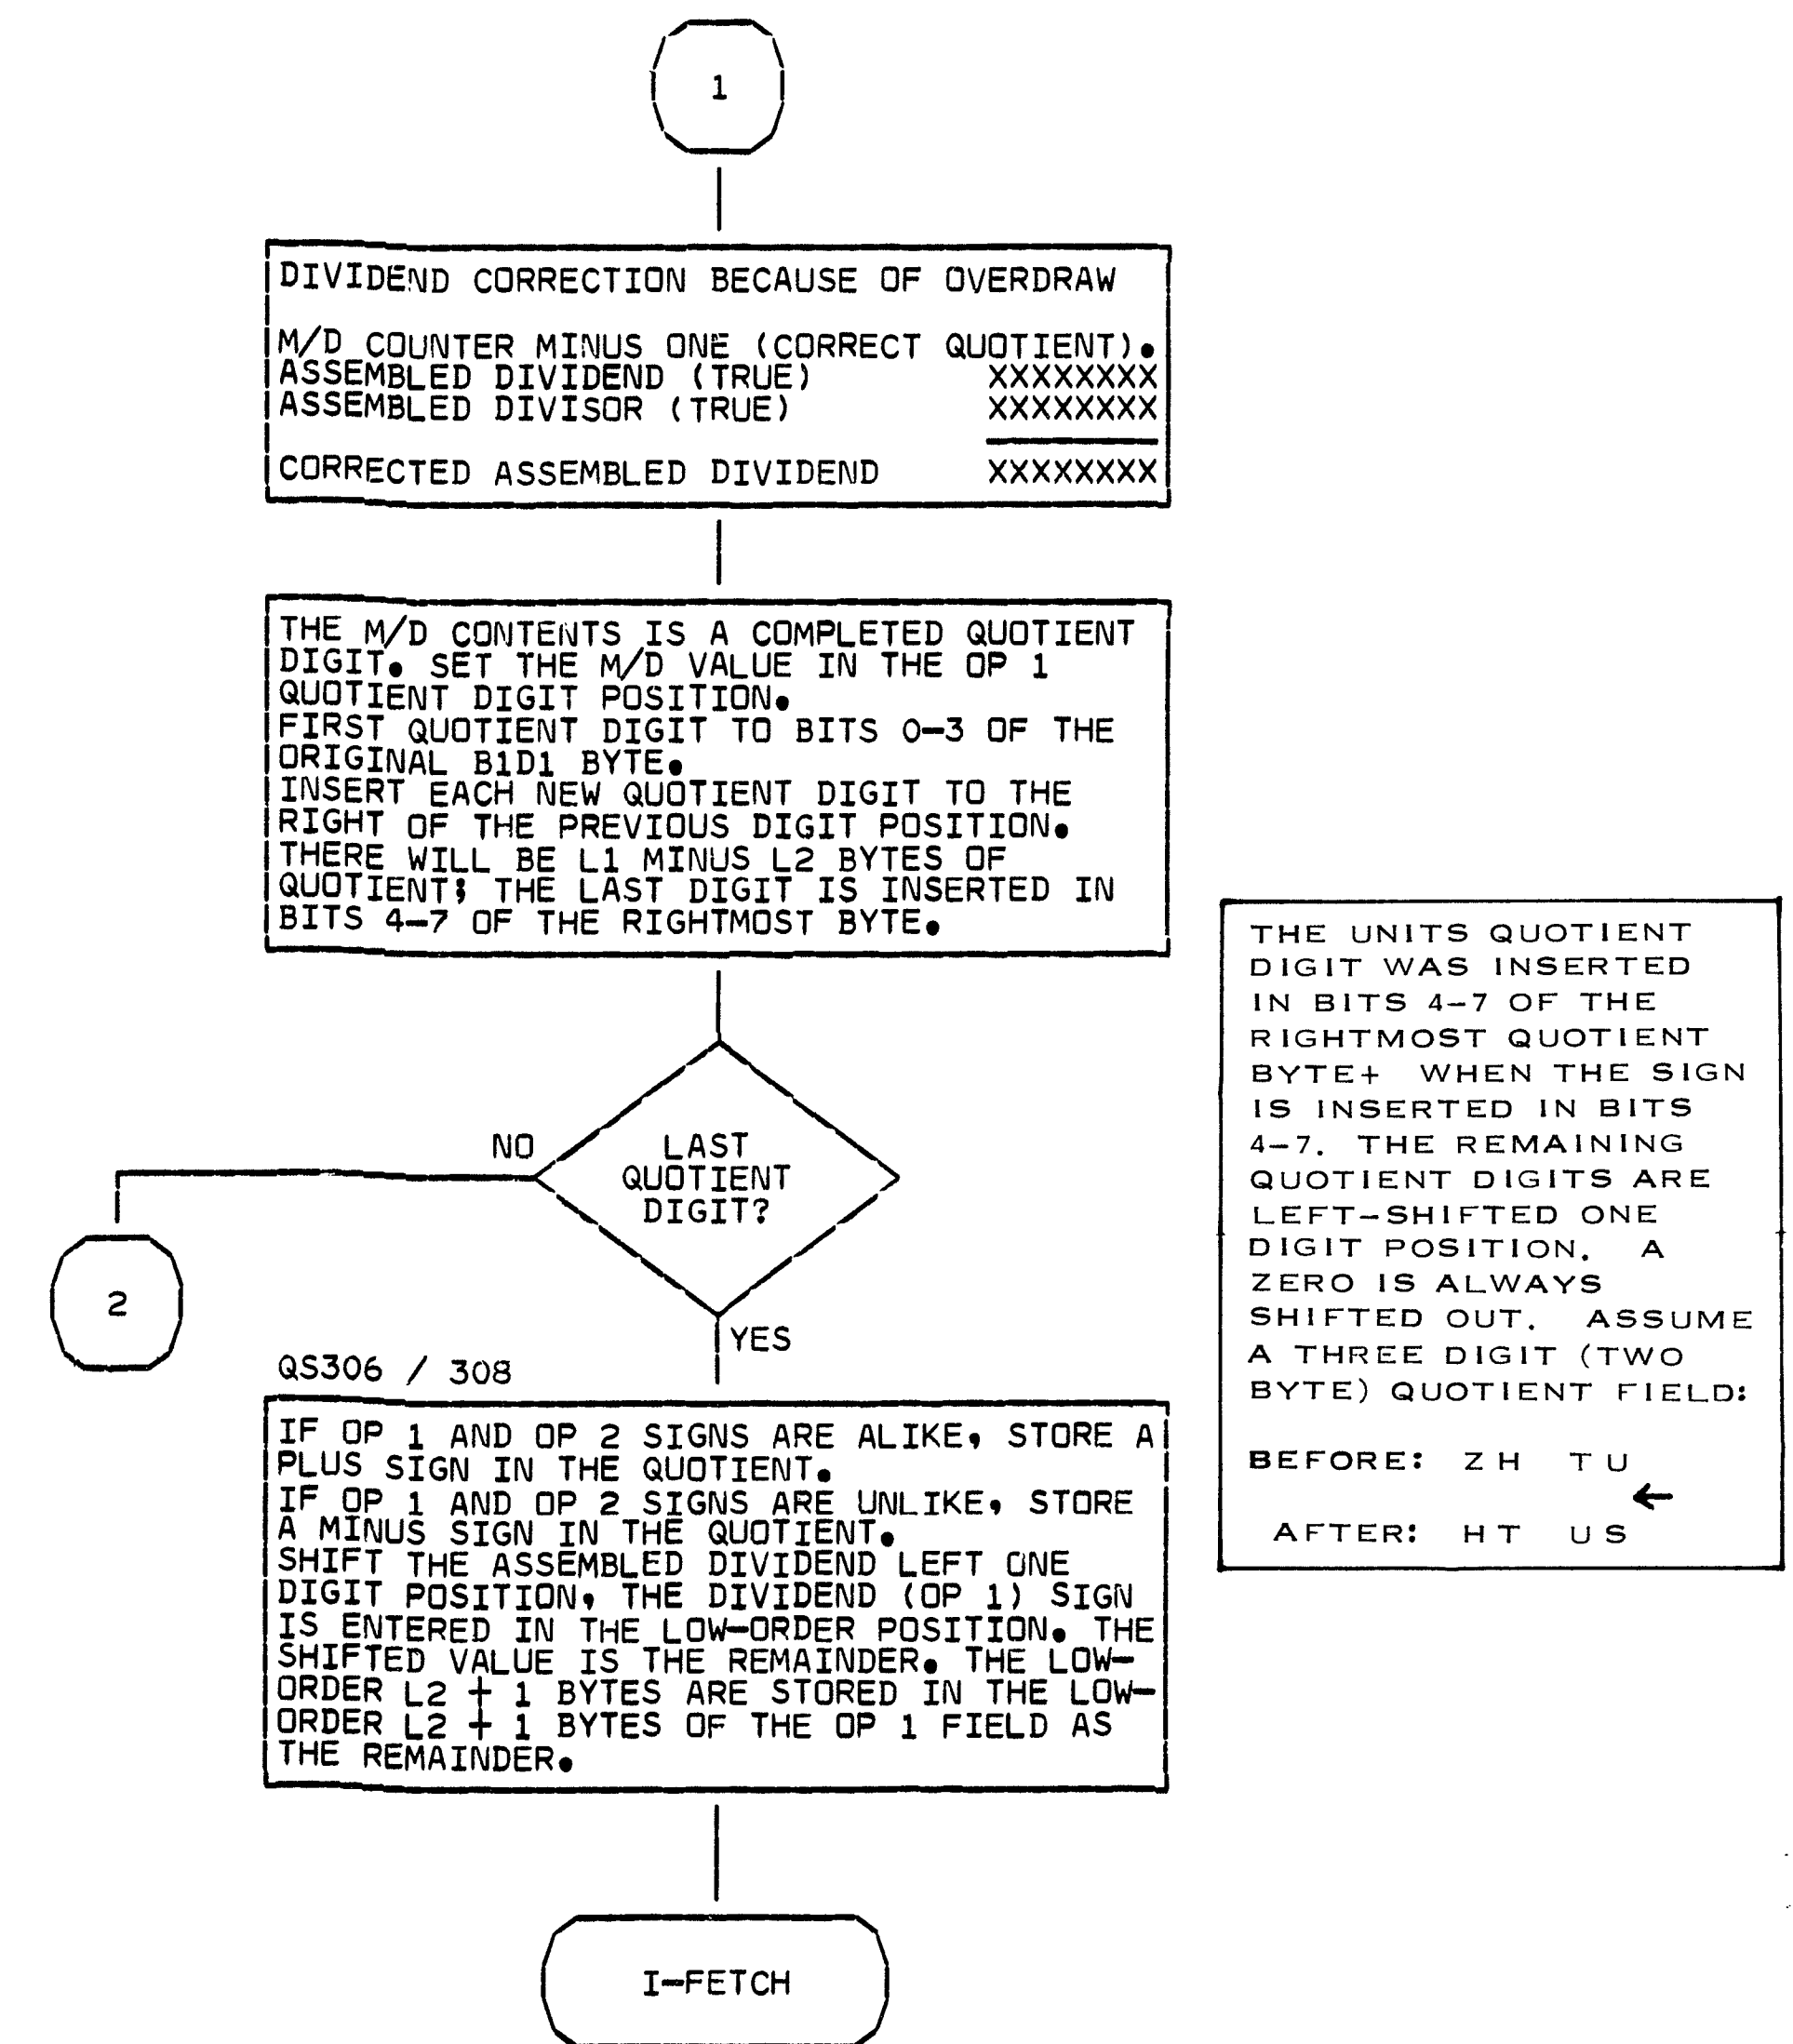 1
DIVIDEND CORRECTION BECAUSE OF OVERDRAW
M/D COUNTER MINUS ONE (CORRECT QUOTIENT).
ASSEMBLED DIVIDEND (TRUE) XXXXXXXX
ASSEMBLED DIVISOR (TRUE) XXXXXXXX
CORRECTED ASSEMBLED DIVIDEND XXXXXXXX
THE M/D CONTENTS IS A COMPLETED QUOTIENT
DIGIT. SET THE M/D VALUE IN THE OP 1
QUOTIENT DIGIT POSITION.
FIRST QUOTIENT DIGIT TO BITS 0-3 OF THE
ORIGINAL B1D1 BYTE.
INSERT EACH NEW QUOTIENT DIGIT TO THE
RIGHT OF THE PREVIOUS DIGIT POSITION.
THERE WILL BE L1 MINUS L2 BYTES OF
QUOTIENT; THE LAST DIGIT IS INSERTED IN
BITS 4-7 OF THE RIGHTMOST BYTE.
NO
LAST
QUOTIENT
DIGIT?
2
YES
QS306 / 308
IF OP 1 AND OP 2 SIGNS ARE ALIKE, STORE A
PLUS SIGN IN THE QUOTIENT.
IF OP 1 AND OP 2 SIGNS ARE UNLIKE, STORE
A MINUS SIGN IN THE QUOTIENT.
SHIFT THE ASSEMBLED DIVIDEND LEFT ONE
DIGIT POSITION, THE DIVIDEND (OP 1) SIGN
IS ENTERED IN THE LOW-ORDER POSITION. THE
SHIFTED VALUE IS THE REMAINDER. THE LOW-
ORDER L2 + 1 BYTES ARE STORED IN THE LOW-
ORDER L2 + 1 BYTES OF THE OP 1 FIELD AS
THE REMAINDER.
I-FETCH
THE UNITS QUOTIENT
DIGIT WAS INSERTED
IN BITS 4-7 OF THE
RIGHTMOST QUOTIENT
BYTE+ WHEN THE SIGN
IS INSERTED IN BITS
4-7. THE REMAINING
QUOTIENT DIGITS ARE
LEFT-SHIFTED ONE
DIGIT POSITION. A
ZERO IS ALWAYS
SHIFTED OUT. ASSUME
A THREE DIGIT (TWO
BYTE) QUOTIENT FIELD:
BEFORE: Z H T U
←
AFTER: H T U S